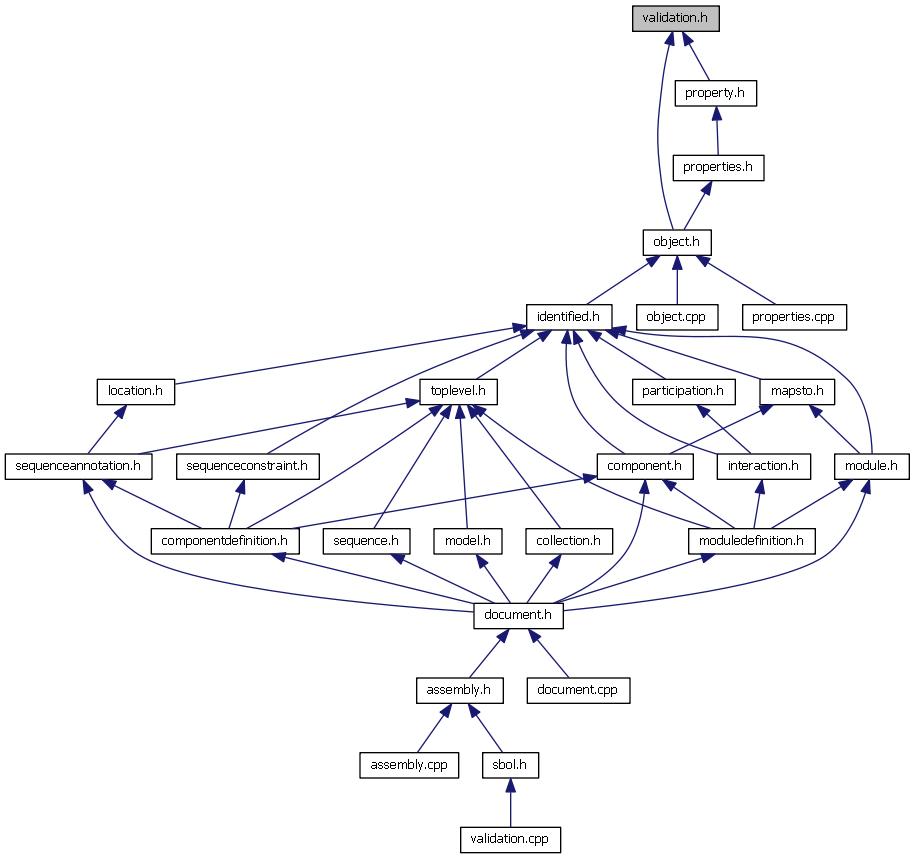 validation.h
property.h
properties.h
object.h
identified.h
object.cpp
properties.cpp
location.h
toplevel.h
participation.h
mapsto.h
sequenceannotation.h
sequenceconstraint.h
component.h
interaction.h
module.h
componentdefinition.h
sequence.h
model.h
collection.h
moduledefinition.h
document.h
assembly.h
document.cpp
assembly.cpp
sbol.h
validation.cpp